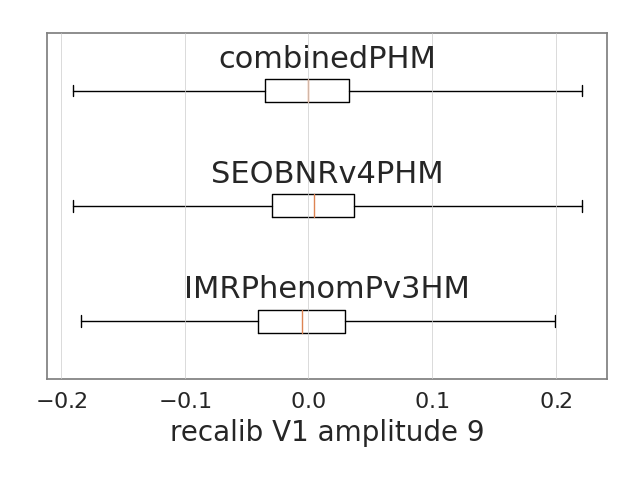 combinedPHM
SEOBNRv4PHM
IMRPhenomPv3HM
−0.2 −0.1 0.0 0.1 0.2
recalib V1 amplitude 9